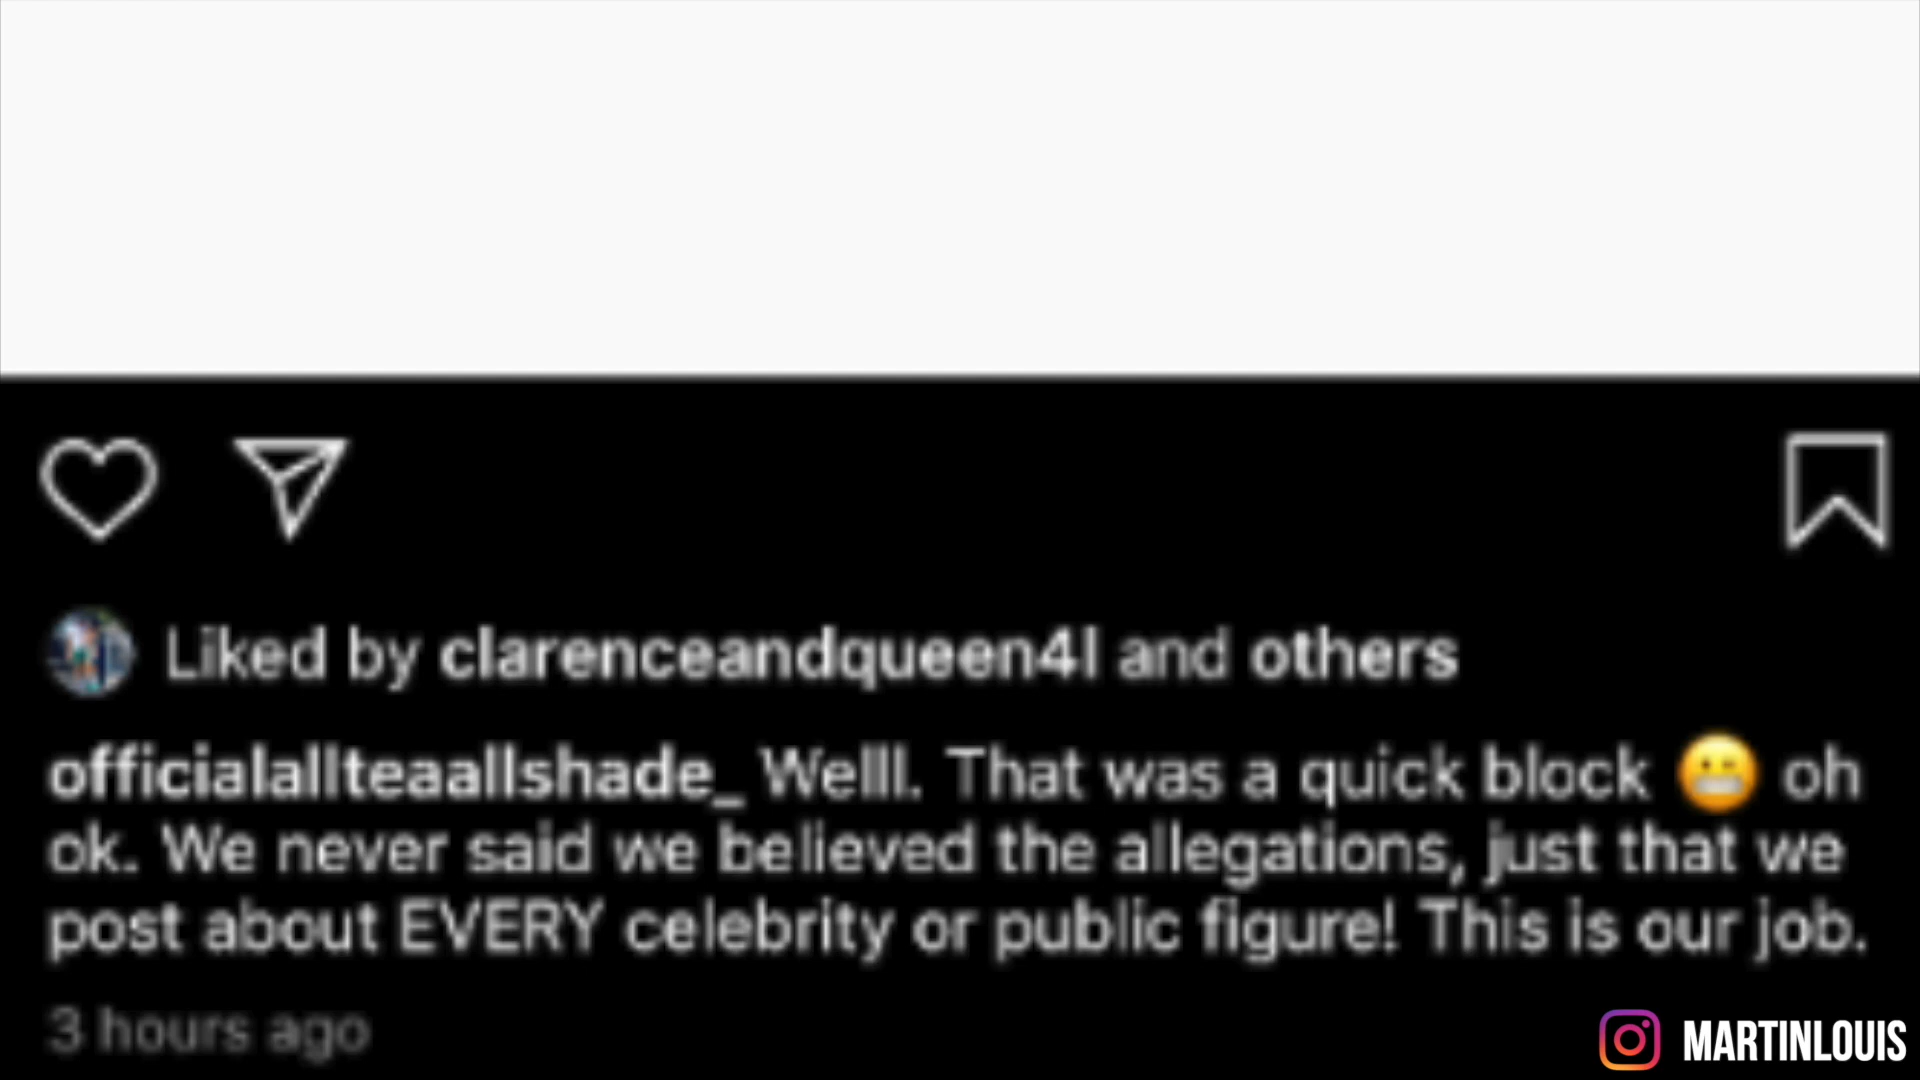 Liked by clarenceandqueen4l and others
officialallteaallshade_ Welll. That was a quick block 😬 oh
ok. We never said we believed the allegations, just that we
post about EVERY celebrity or public figure! This is our job.
3 hours ago
MARTINLOUIS